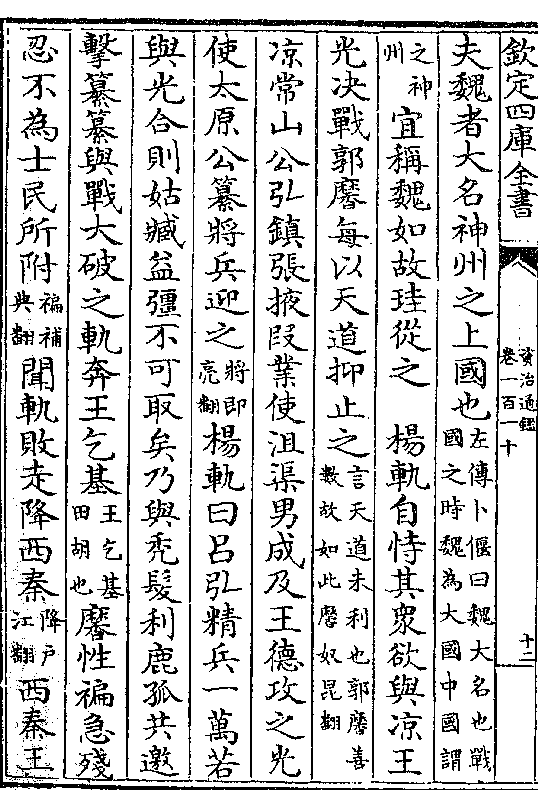 欽定四庫全書
資治通鑑
卷一百一十
十二
夫魏者大名神州之上國也左傳卜偃曰魏大名也戰國之時魏為大國中國謂
之神州宜稱魏如故珪從之 楊軌自恃其衆欲與凉王
光決戰郭黁每以天道抑止之言天道未利也郭黁善數故如此黁奴昆翻
凉常山公弘鎮張掖段業使沮渠男成及王德攻之光
使太原公纂將兵迎之將即亮翻楊軌曰呂弘精兵一萬若
與光合則姑臧益彊不可取矣乃與禿髮利鹿孤共邀
擊纂纂與戰大破之軌奔王乞基王乞基田胡也黁性褊急殘
忍不為士民所附褊補典翻聞軌敗走降西秦降户江翻西秦王